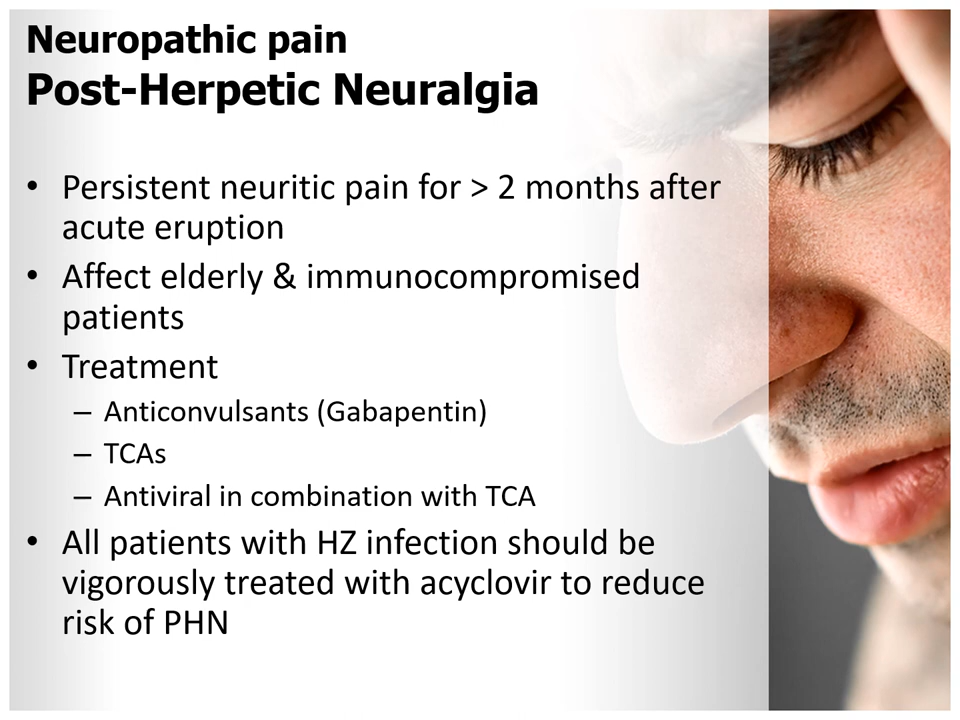 Neuropathic pain
Post-Herpetic Neuralgia
• Persistent neuritic pain for > 2 months after
acute eruption
• Affect elderly & immunocompromised
patients
• Treatment
– Anticonvulsants (Gabapentin)
– TCAs
– Antiviral in combination with TCA
• All patients with HZ infection should be
vigorously treated with acyclovir to reduce
risk of PHN